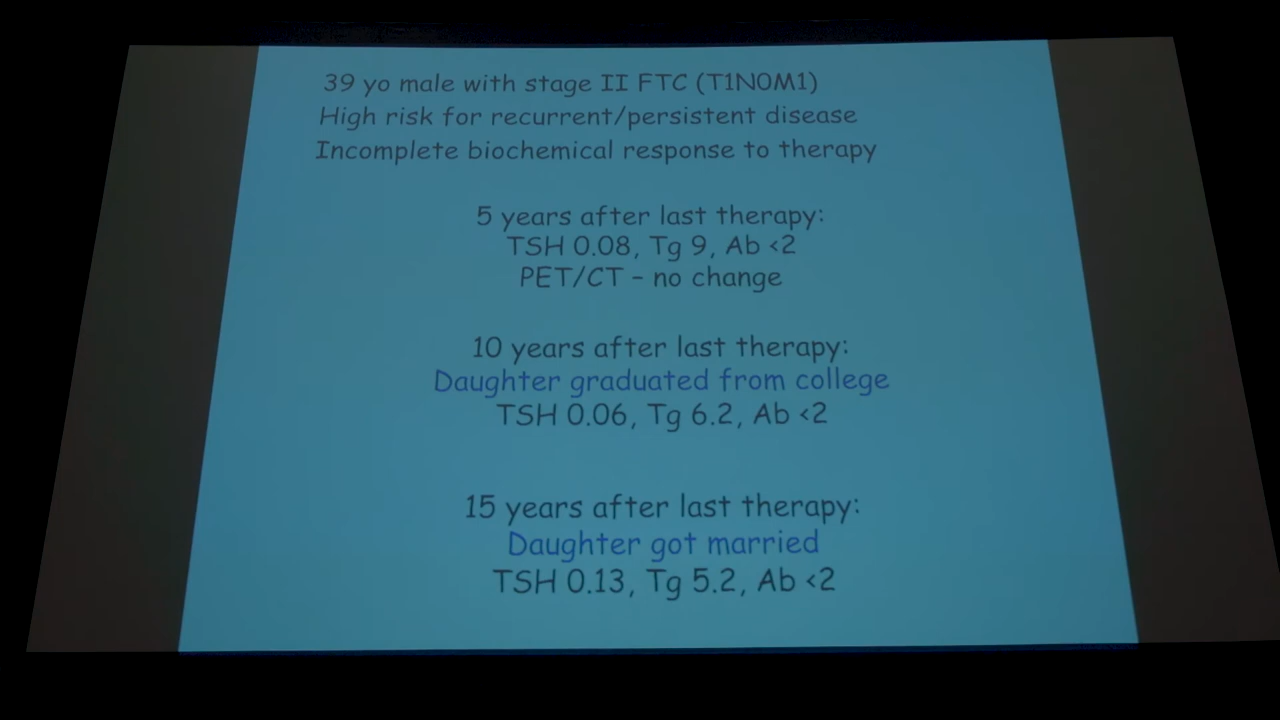 39 yo male with stage II FTC (T1N0M1)
High risk for recurrent/persistent disease
Incomplete biochemical response to therapy
5 years after last therapy:
TSH 0.08, Tg 9, Ab <2
PET/CT – no change
10 years after last therapy:
Daughter graduated from college
TSH 0.06, Tg 6.2, Ab <2
15 years after last therapy:
Daughter got married
TSH 0.13, Tg 5.2, Ab <2